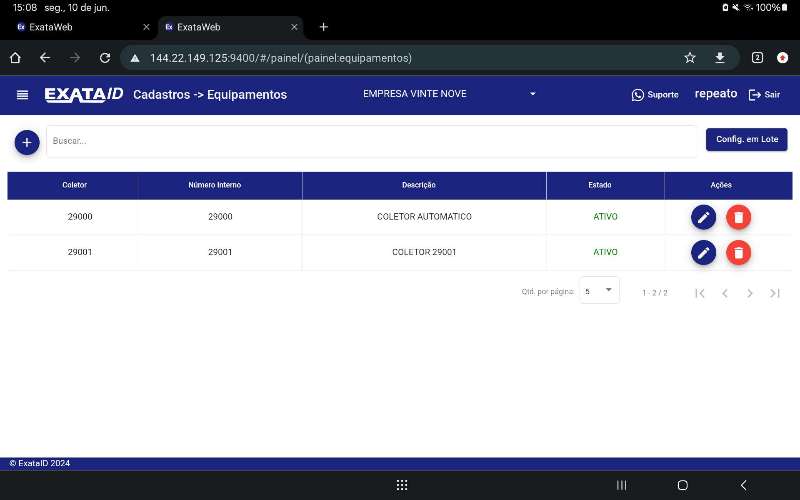 15:08 seg., 10 de jun. 100%
Ex ExataWeb Ex ExataWeb
144.22.149.125:9400/#/painel/(painel:equipamentos) 2
EXATAID Cadastros -> Equipamentos EMPRESA VINTE NOVE Suporte repeato Sair
Buscar... Config. em Lote
Coletor Número Interno Descrição Estado Ações
29000 29000 COLETOR AUTOMATICO ATIVO
29001 29001 COLETOR 29001 ATIVO
Qtd. por página: 5 1 - 2 / 2
© ExataID 2024